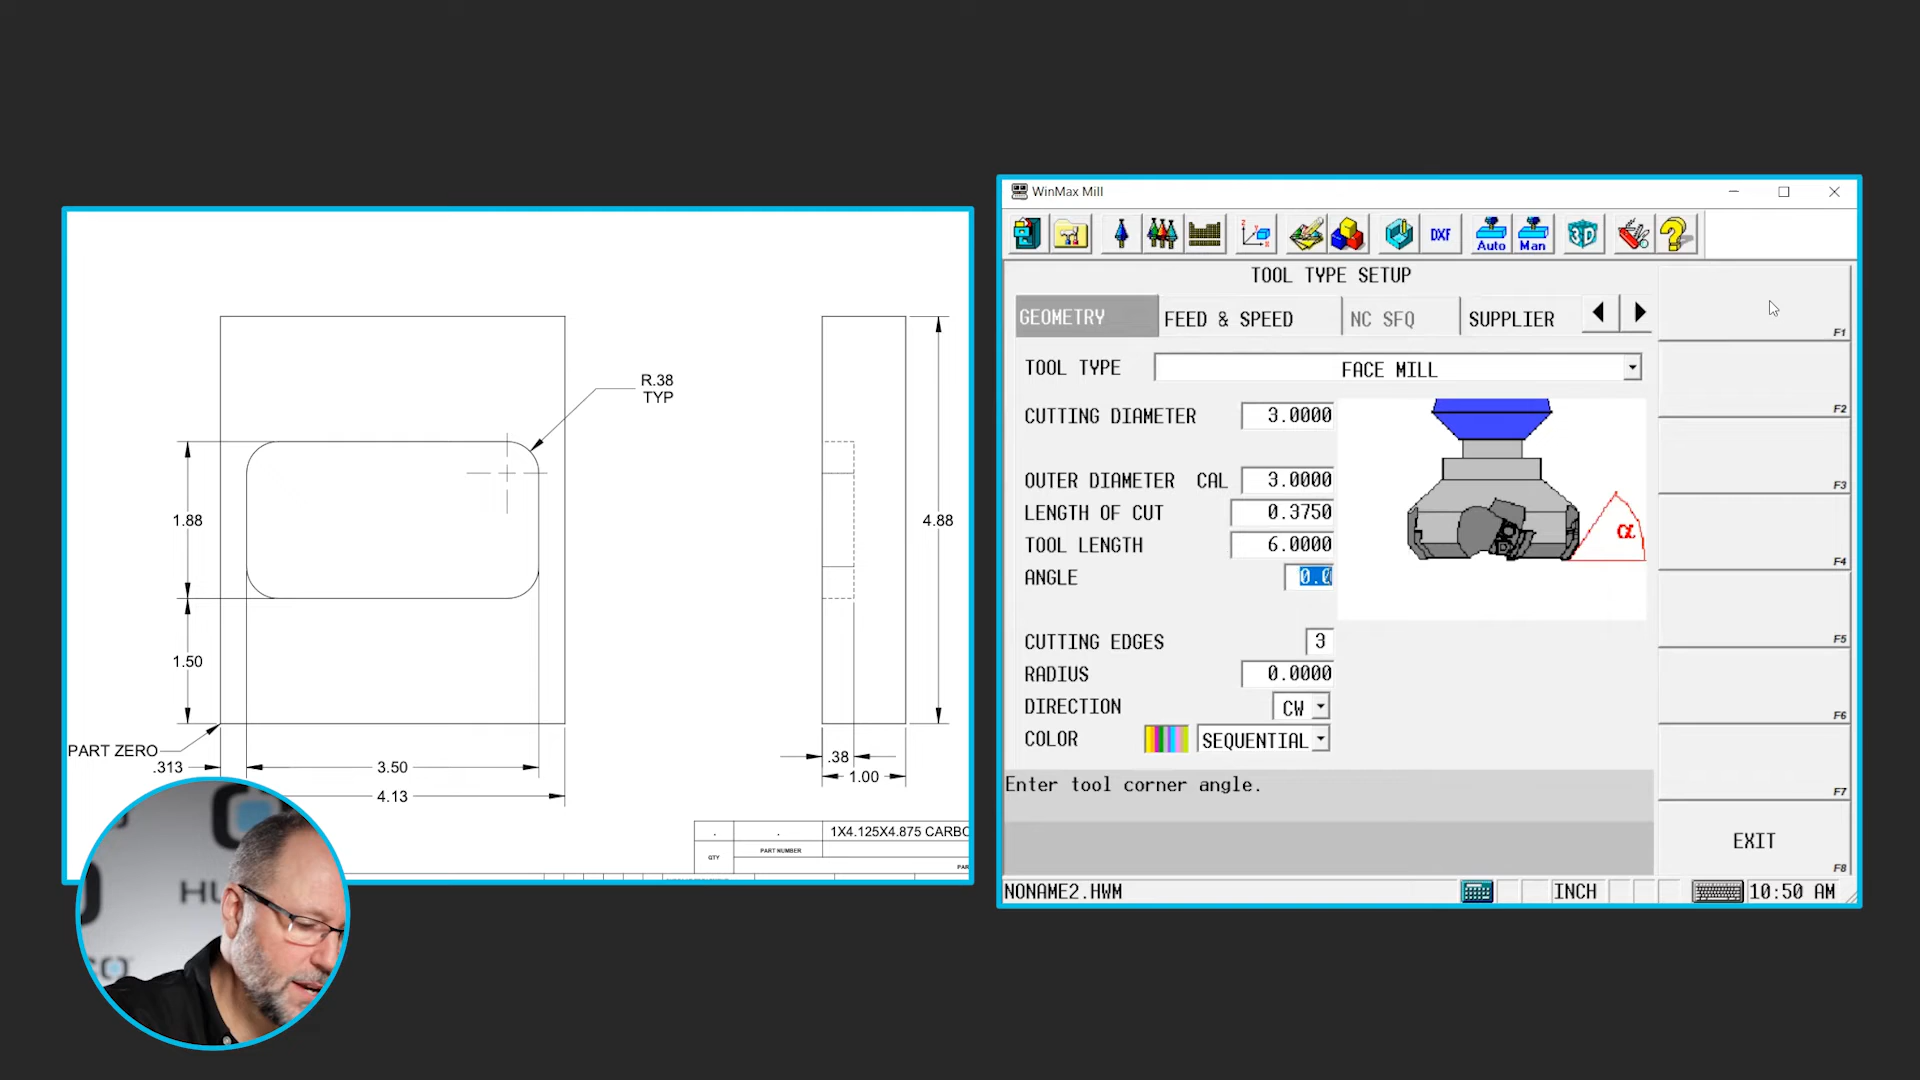 R.38
TYP
1.88
1.50
PART ZERO
.313
3.50
4.13
4.88
.38
1.00
.
.
1X4.125X4.875 CARBO
QTY
PART NUMBER
PAR
HU
CO
WinMax Mill
DXF
Auto
Man
3D
TOOL TYPE SETUP
GEOMETRY
FEED & SPEED
NC SFQ
SUPPLIER
TOOL TYPE
FACE MILL
CUTTING DIAMETER
3.0000
OUTER DIAMETER CAL
3.0000
LENGTH OF CUT
0.3750
TOOL LENGTH
6.0000
ANGLE
0.0
α
CUTTING EDGES
3
RADIUS
0.0000
DIRECTION
CW
COLOR
SEQUENTIAL
Enter tool corner angle.
F1
F2
F3
F4
F5
F6
F7
EXIT
F8
NONAME2.HWM
INCH
10:50 AM